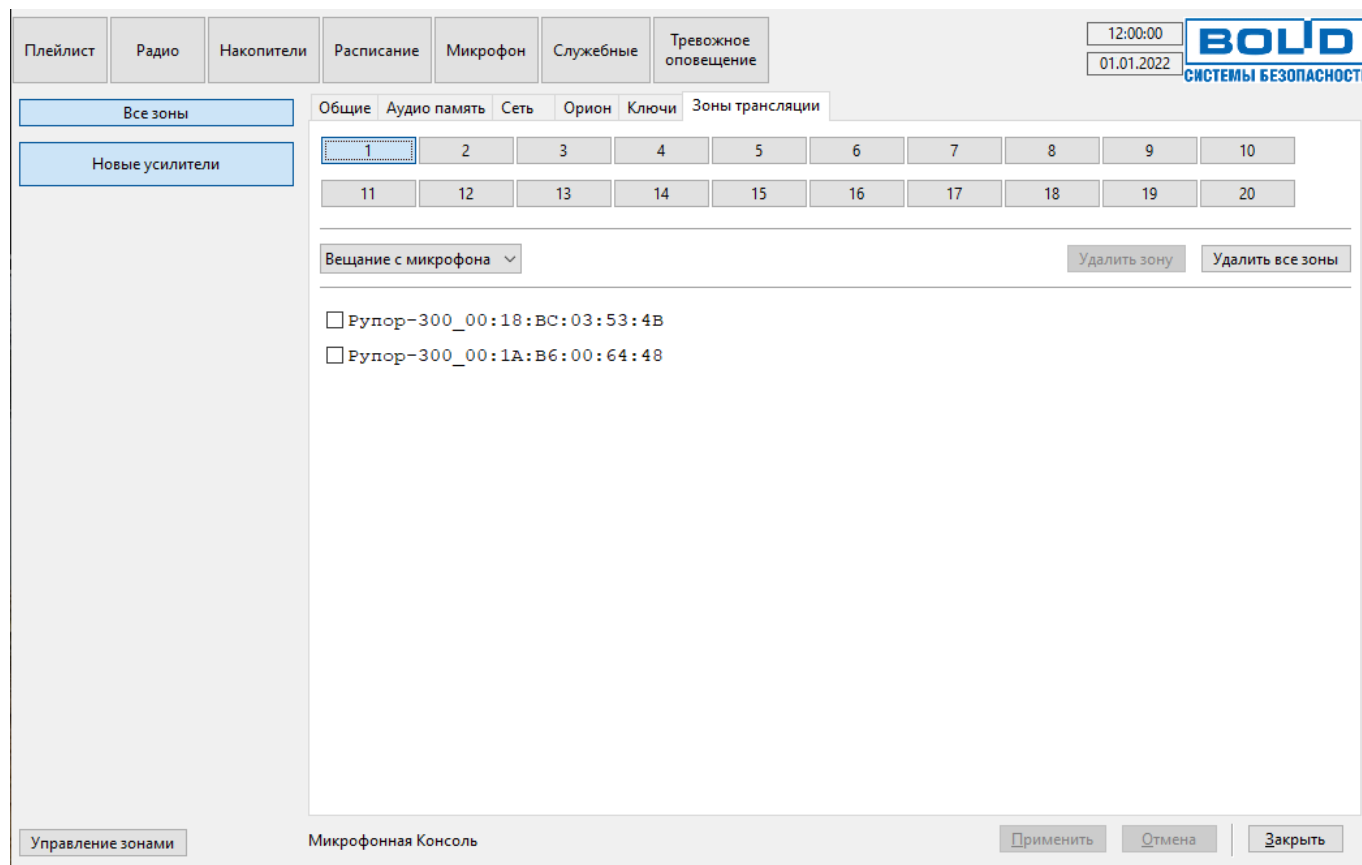 Плейлист
Радио
Накопители
Расписание
Микрофон
Служебные
Тревожное
оповещение
12:00:00
01.01.2022
BOLID
СИСТЕМЫ БЕЗОПАСНОСТ
Все зоны
Новые усилители
Общие Аудио память Сеть Орион Ключи Зоны трансляции
1 2 3 4 5 6 7 8 9 10
11 12 13 14 15 16 17 18 19 20
Вещание с микрофона Удалить зону Удалить все зоны
Рупор-300_00:18:BC:03:53:4B
Рупор-300_00:1A:B6:00:64:48
Управление зонами Микрофонная Консоль Применить Отмена Закрыть